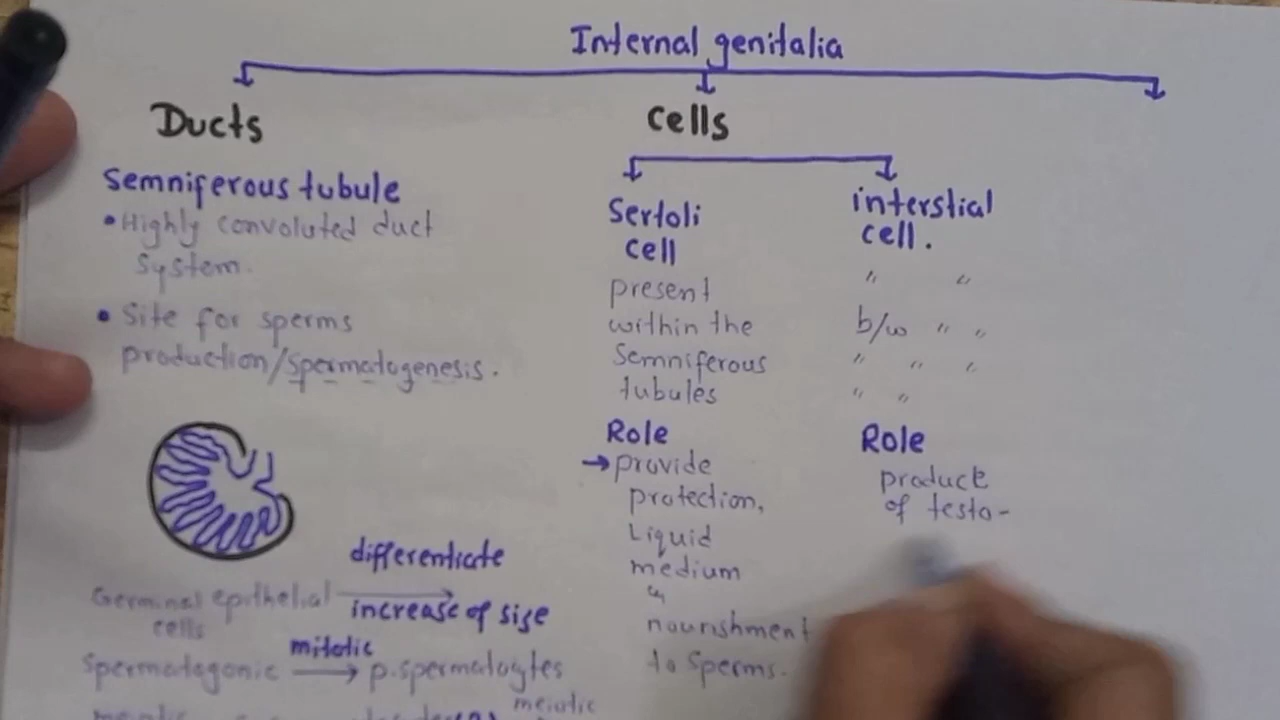 Internal genitalia
Ducts
Semniferous tubule
• Highly convoluted duct
system.
• Site for sperms
production/spermatogenesis.
differentiate
Germinal epithelial
increase of size
cells
mitotic
Spermatogonic → p.spermatocytes
meiotic
Cells
Sertoli
cell
present
within the
Semniferous
tubules
Role
→ provide
protection,
Liquid
medium
nourishment
to sperms.
interstial
cell.
" "
b/w " "
" " "
" "
Role
product
of testo-